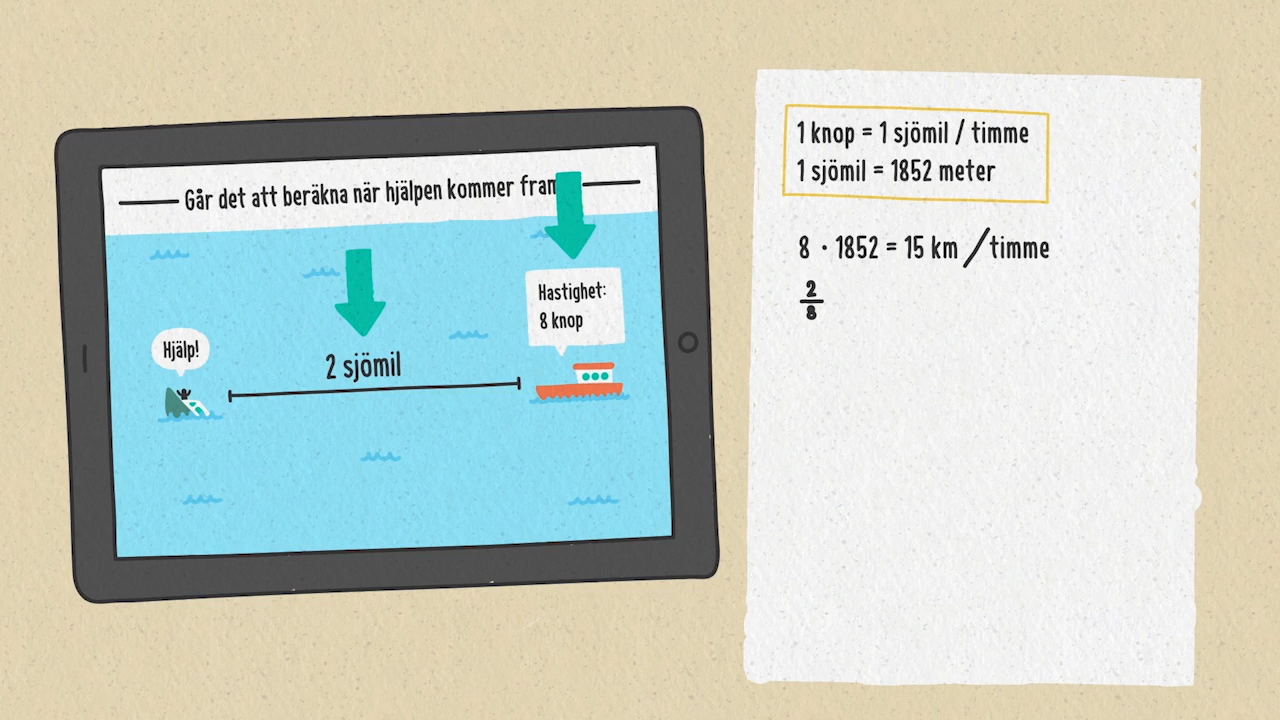 Går det att beräkna när hjälpen kommer fram
Hastighet:
8 knop
Hjälp!
2 sjömil
1 knop = 1 sjömil / timme
1 sjömil = 1852 meter
8 · 1852 = 15 km / timme
2
8